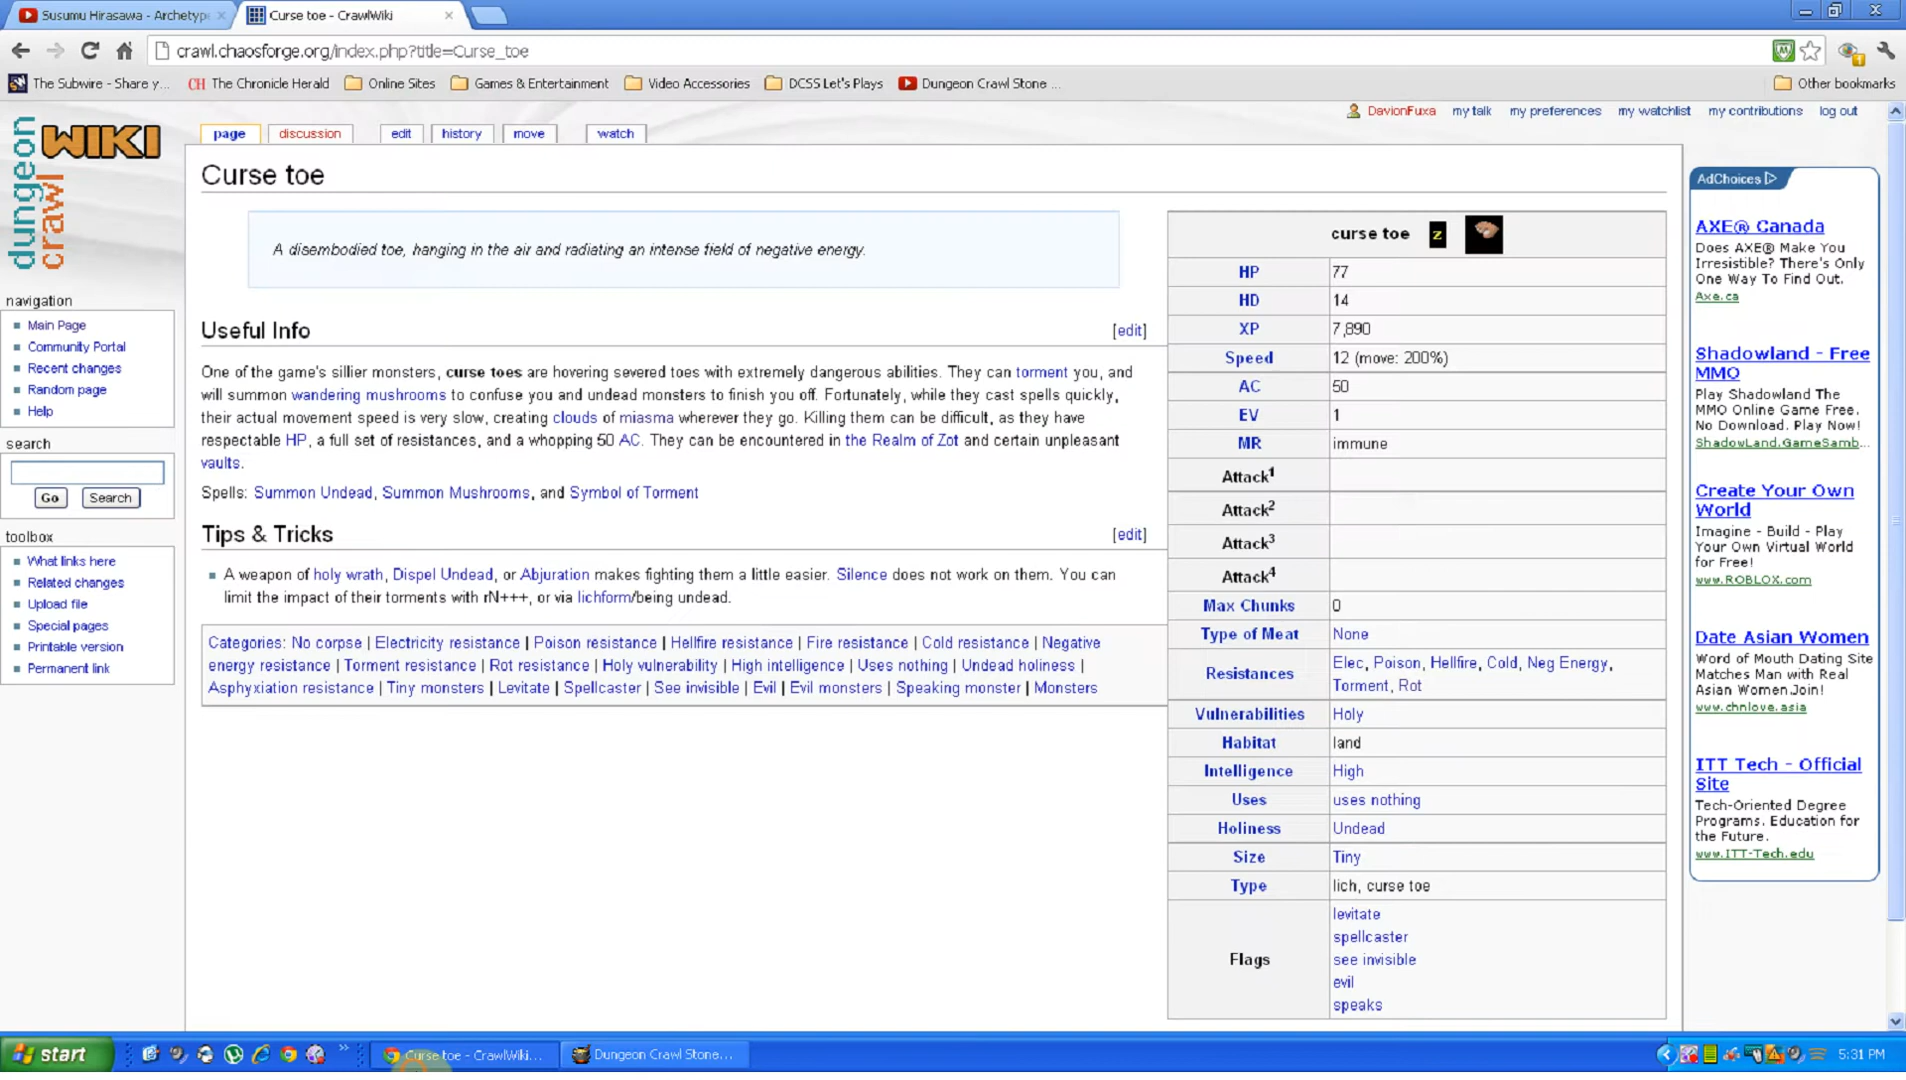 Susumu Hirasawa - Archetype
Curse toe - CrawlWiki
crawl.chaosforge.org/index.php?title=Curse_toe
The Subwire - Share y...
CH The Chronicle Herald
Online Sites
Games & Entertainment
Video Accessories
DCSS Let's Plays
Dungeon Crawl Stone ...
Other bookmarks
DavionFuxa my talk my preferences my watchlist my contributions log out
dungeon crawl WIKI
page discussion edit history move watch
Curse toe
A disembodied toe, hanging in the air and radiating an intense field of negative energy.
Useful Info [edit]
One of the game's sillier monsters, curse toes are hovering severed toes with extremely dangerous abilities. They can torment you, and
will summon wandering mushrooms to confuse you and undead monsters to finish you off. Fortunately, while they cast spells quickly,
their actual movement speed is very slow, creating clouds of miasma wherever they go. Killing them can be difficult, as they have
respectable HP, a full set of resistances, and a whopping 50 AC. They can be encountered in the Realm of Zot and certain unpleasant
vaults.
Spells: Summon Undead, Summon Mushrooms, and Symbol of Torment
Tips & Tricks [edit]
A weapon of holy wrath, Dispel Undead, or Abjuration makes fighting them a little easier. Silence does not work on them. You can
limit the impact of their torments with rN+++, or via lichform/being undead.
Categories: No corpse | Electricity resistance | Poison resistance | Hellfire resistance | Fire resistance | Cold resistance | Negative
energy resistance | Torment resistance | Rot resistance | Holy vulnerability | High intelligence | Uses nothing | Undead holiness |
Asphyxiation resistance | Tiny monsters | Levitate | Spellcaster | See invisible | Evil | Evil monsters | Speaking monster | Monsters
curse toe z
HP 77
HD 14
XP 7,890
Speed 12 (move: 200%)
AC 50
EV 1
MR immune
Attack1
Attack2
Attack3
Attack4
Max Chunks 0
Type of Meat None
Resistances Elec, Poison, Hellfire, Cold, Neg Energy,
Torment, Rot
Vulnerabilities Holy
Habitat land
Intelligence High
Uses uses nothing
Holiness Undead
Size Tiny
Type lich, curse toe
Flags
levitate
spellcaster
see invisible
evil
speaks
navigation
Main Page
Community Portal
Recent changes
Random page
Help
search
Go Search
toolbox
What links here
Related changes
Upload file
Special pages
Printable version
Permanent link
AdChoices
AXE® Canada
Does AXE® Make You
Irresistible? There's Only
One Way To Find Out.
Axe.ca
Shadowland - Free
MMO
Play Shadowland The
MMO Online Game Free.
No Download. Play Now!
ShadowLand.GameSamb...
Create Your Own
World
Imagine - Build - Play
Your Own Virtual World
for Free!
www.ROBLOX.com
Date Asian Women
Word of Mouth Dating Site
Matches Man with Real
Asian Women.Join!
www.chnlove.asia
ITT Tech - Official
Site
Tech-Oriented Degree
Programs. Education for
the Future.
www.ITT-Tech.edu
start
Curse toe - CrawlWiki...
Dungeon Crawl Stone...
5:31 PM